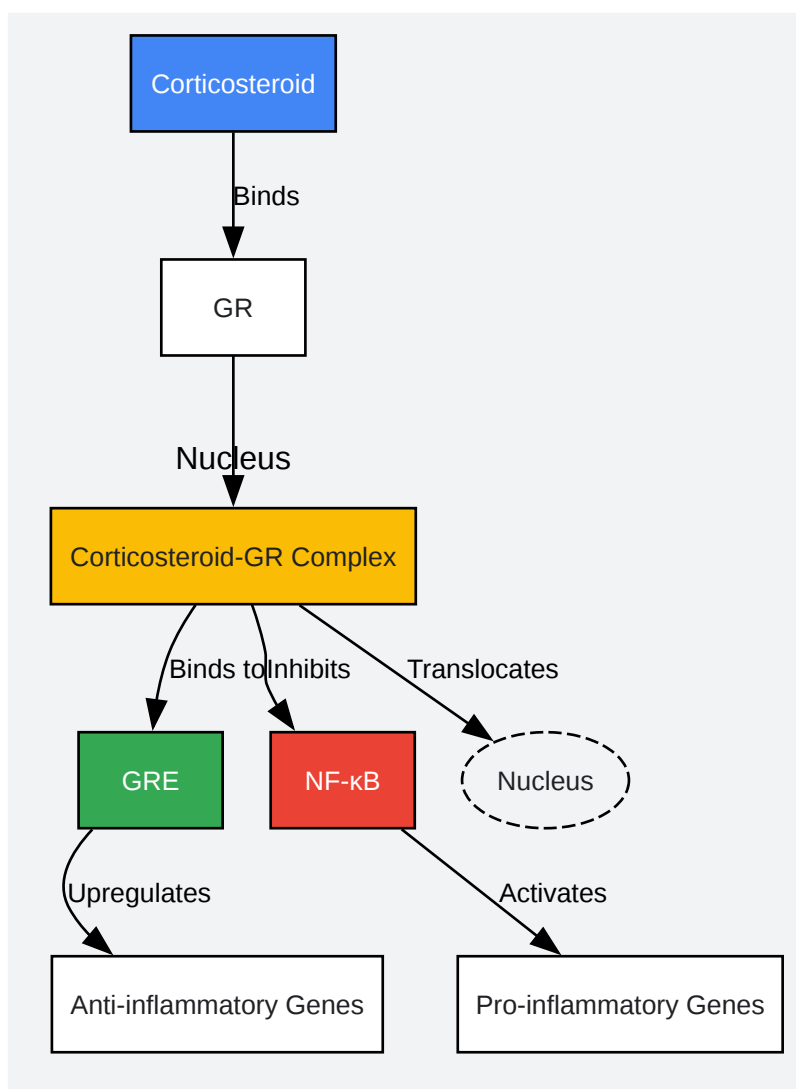 Corticosteroid
Binds
GR
Nucleus
Corticosteroid-GR Complex
Binds to
Inhibits
Translocates
GRE
NF-κB
Nucleus
Upregulates
Activates
Anti-inflammatory Genes
Pro-inflammatory Genes